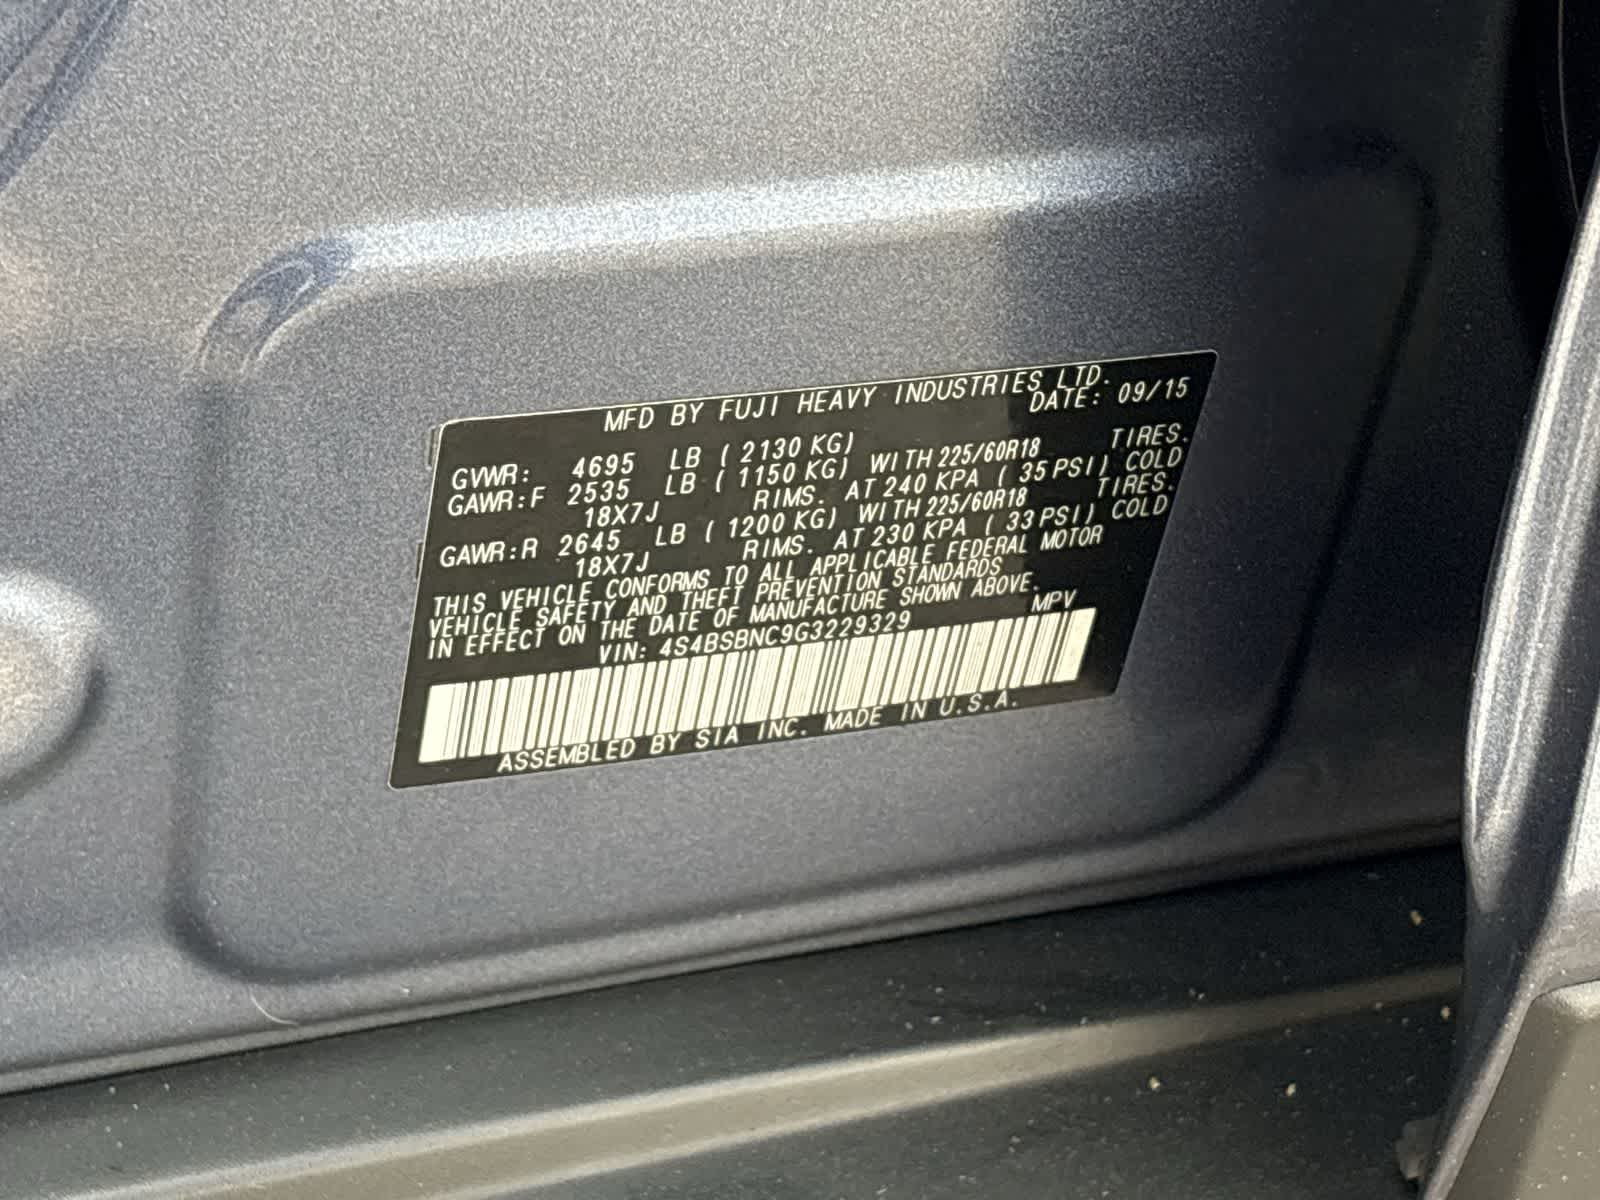 MFD BY FUJI HEAVY INDUSTRIES LTD.
DATE: 09/15
GVWR: 4695 LB ( 2130 KG)
GAWR:F 2535 LB ( 1150 KG) WITH 225/60R18 TIRES.
18X7J RIMS. AT 240 KPA ( 35 PSI) COLD
GAWR:R 2645 LB ( 1200 KG) WITH 225/60R18 TIRES.
18X7J RIMS. AT 230 KPA ( 33 PSI) COLD
THIS VEHICLE CONFORMS TO ALL APPLICABLE FEDERAL MOTOR
VEHICLE SAFETY AND THEFT PREVENTION STANDARDS
IN EFFECT ON THE DATE OF MANUFACTURE SHOWN ABOVE.
VIN: 4S4BSBNC9G3229329 MPV
ASSEMBLED BY SIA INC. MADE IN U.S.A.